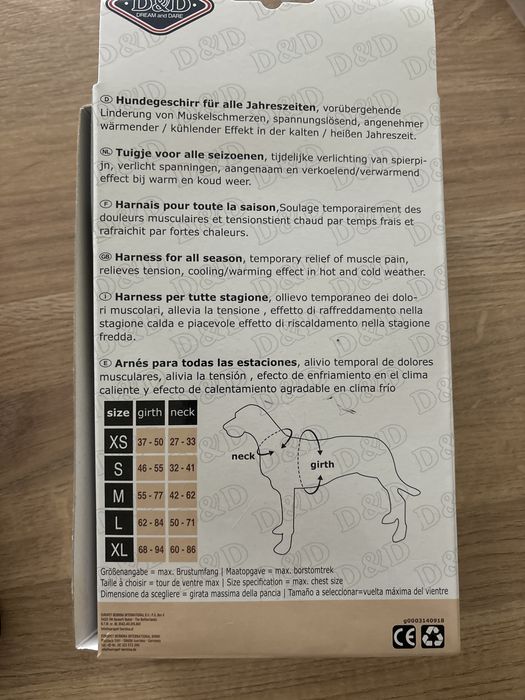 D&D
DREAM and DARE
D Hundegeschirr für alle Jahreszeiten, vorübergehende
Linderung von Muskelschmerzen, spannungslösend, angenehmer
wärmender / kühlender Effekt in der kalten / heißen Jahreszeit.
NL Tuigje voor alle seizoenen, tijdelijke verlichting van spierpi-
jn, verlicht spanningen, aangenaam en verkoelend/verwarmend
effect bij warm en koud weer.
F Harnais pour toute la saison,Soulage temporairement des
douleurs musculaires et tensionstient chaud par temps frais et
rafraichit par fortes chaleurs.
GB Harness for all season, temporary relief of muscle pain,
relieves tension, cooling/warming effect in hot and cold weather.
I Harness per tutte stagione, ollievo temporaneo dei dolo-
ri muscolari, allevia la tensione , effetto di raffreddamento nella
stagione calda e piacevole effetto di riscaldamento nella stagione
fredda.
E Arnés para todas las estaciones, alivio temporal de dolores
musculares, alivia la tensión , efecto de enfriamiento en el clima
caliente y efecto de calentamiento agradable en clima frío
size girth neck
XS 37 - 50 27 - 33
S 46 - 55 32 - 41
M 55 - 77 42 - 62
L 62 - 84 50 - 71
XL 68 - 94 60 - 86
neck
girth
Größenangabe = max. Brustumfang | Maatopgave = max. borstomtrek
Taille à choisir = tour de ventre max | Size specification = max. chest size
Dimensione da scegliere = girata massima della pancia | Tamaño a seleccionar=vuelta máxima del vientre
g0003140918
CE